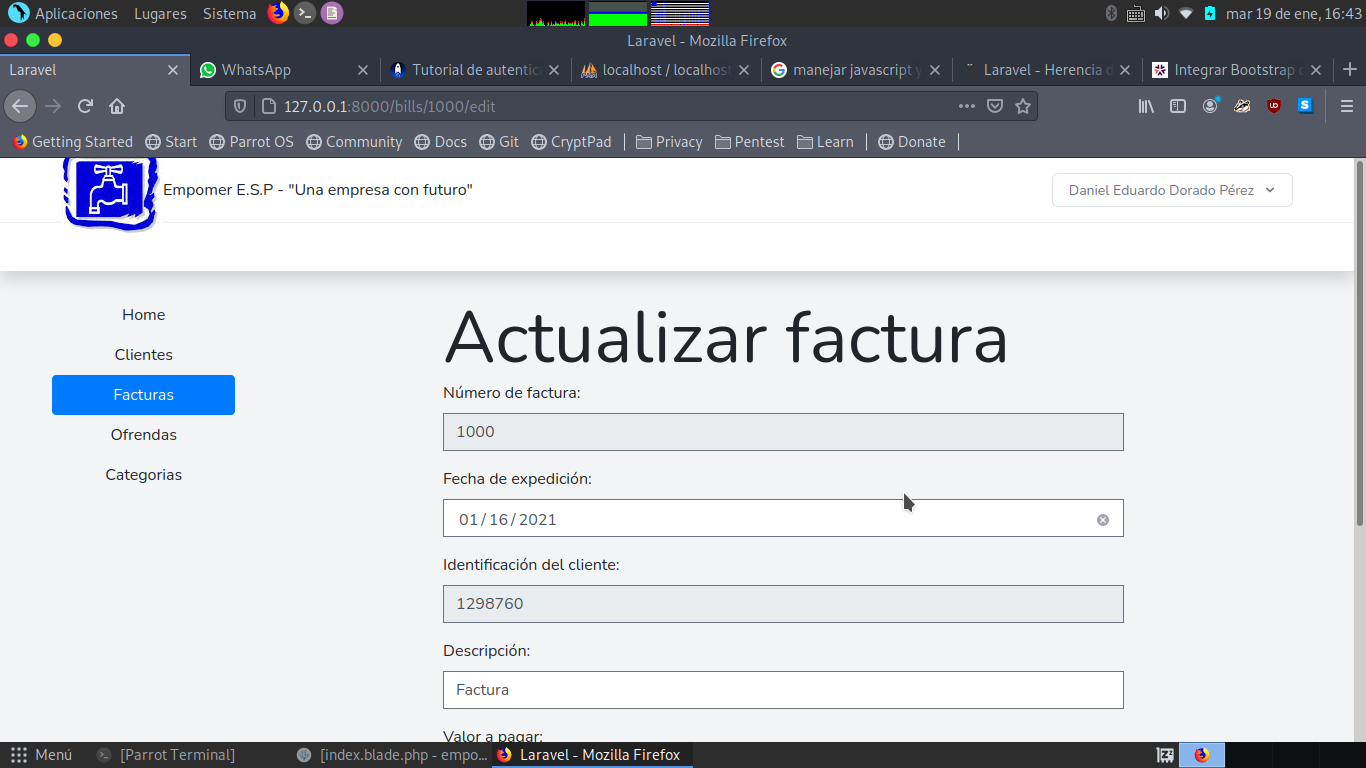 Aplicaciones Lugares Sistema mar 19 de ene, 16:43
Laravel - Mozilla Firefox
Laravel WhatsApp Tutorial de autentic localhost / localhos manejar javascript y Laravel - Herencia d Integrar Bootstrap c
127.0.0.1:8000/bills/1000/edit
Getting Started Start Parrot OS Community Docs Git CryptPad Privacy Pentest Learn Donate
Empomer E.S.P - "Una empresa con futuro" Daniel Eduardo Dorado Pérez
Home
Clientes
Facturas
Ofrendas
Categorias
Actualizar factura
Número de factura:
1000
Fecha de expedición:
01/16/2021
Identificación del cliente:
1298760
Descripción:
Factura
Valor a pagar:
Menú [Parrot Terminal] [index.blade.php - empo... Laravel - Mozilla Firefox